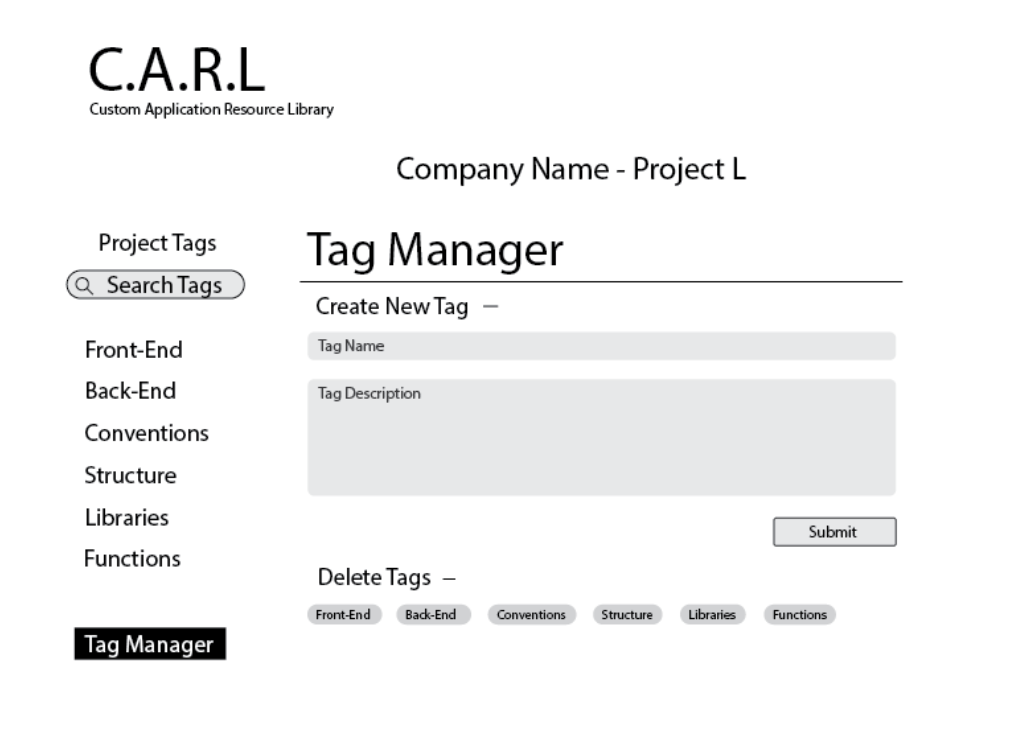 C.A.R.L
Custom Application Resource Library
Company Name - Project L
Project Tags
Search Tags
Front-End
Back-End
Conventions
Structure
Libraries
Functions
Tag Manager
Tag Manager
Create New Tag –
Tag Name
Tag Description
Submit
Delete Tags –
Front-End Back-End Conventions Structure Libraries Functions